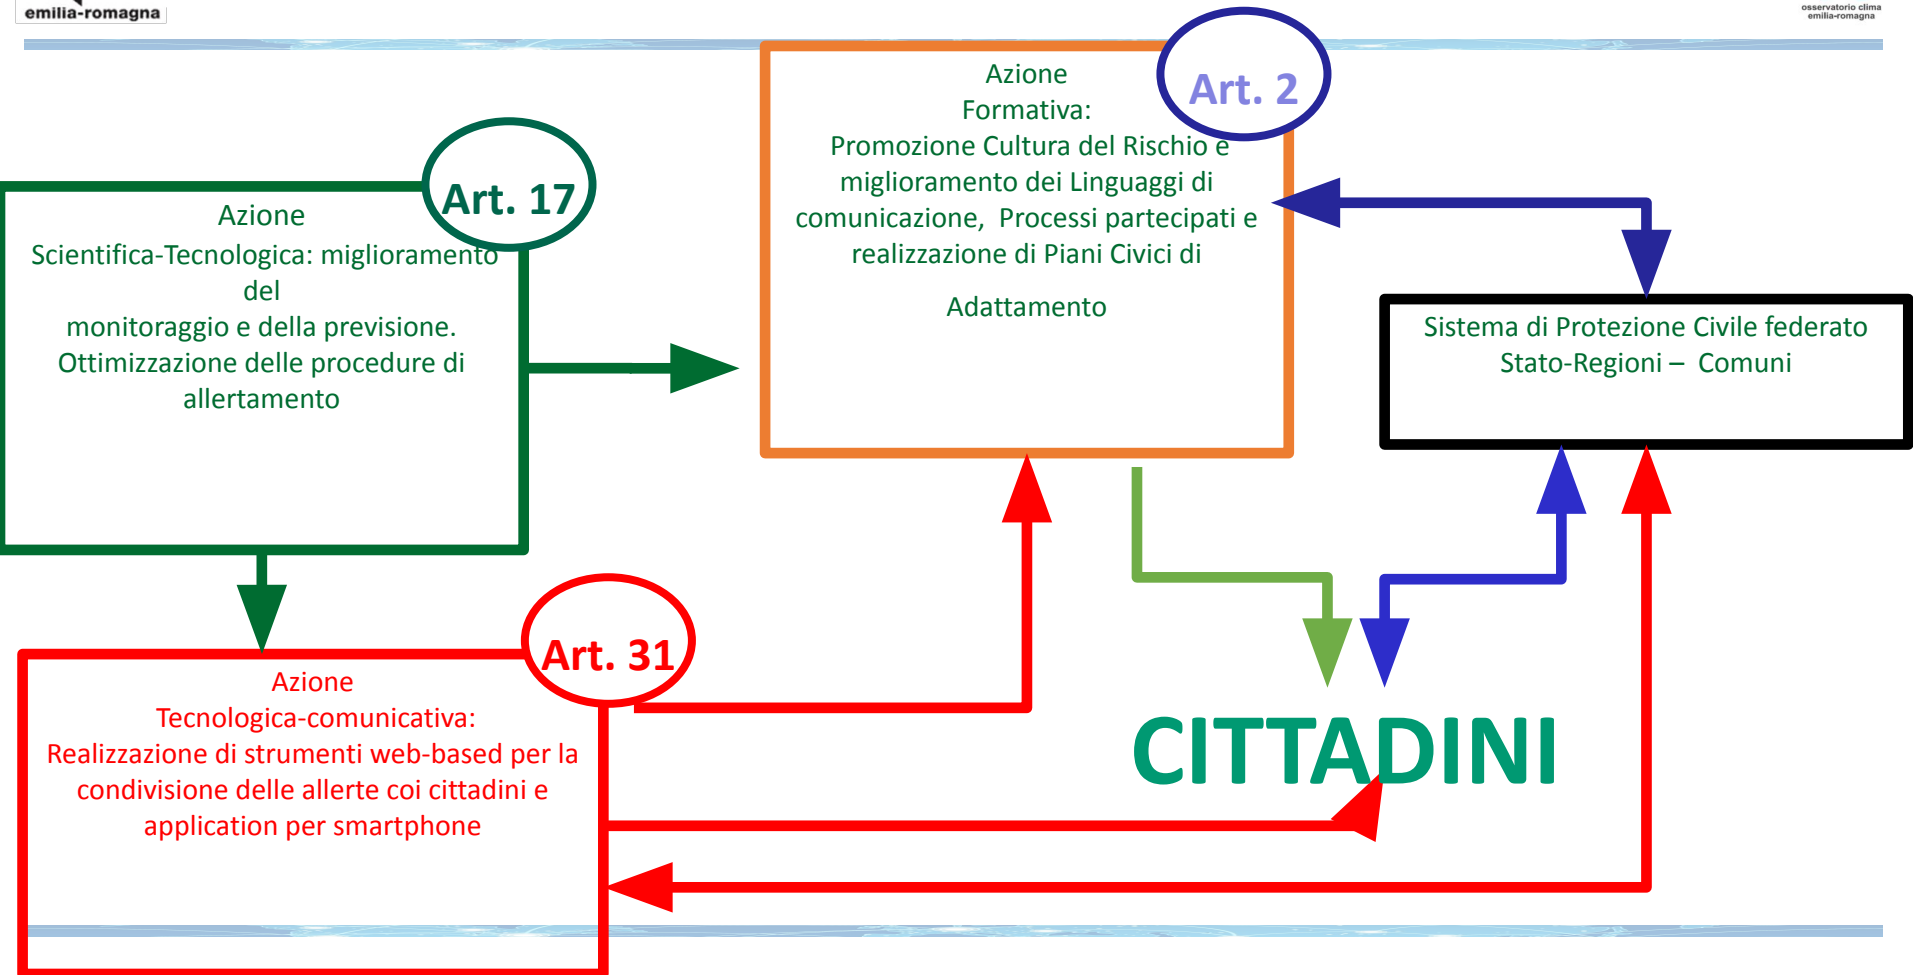 emilia-romagna
osservatorio clima
emilia-romagna
Azione
Formativa:
Promozione Cultura del Rischio e
miglioramento dei Linguaggi di
comunicazione, Processi partecipati e
realizzazione di Piani Civici di
Adattamento
Art. 2
Art. 17
Azione
Scientifica-Tecnologica: miglioramento
del
monitoraggio e della previsione.
Ottimizzazione delle procedure di
allertamento
Sistema di Protezione Civile federato
Stato-Regioni – Comuni
Art. 31
Azione
Tecnologica-comunicativa:
Realizzazione di strumenti web-based per la
condivisione delle allerte coi cittadini e
application per smartphone
CITTADINI